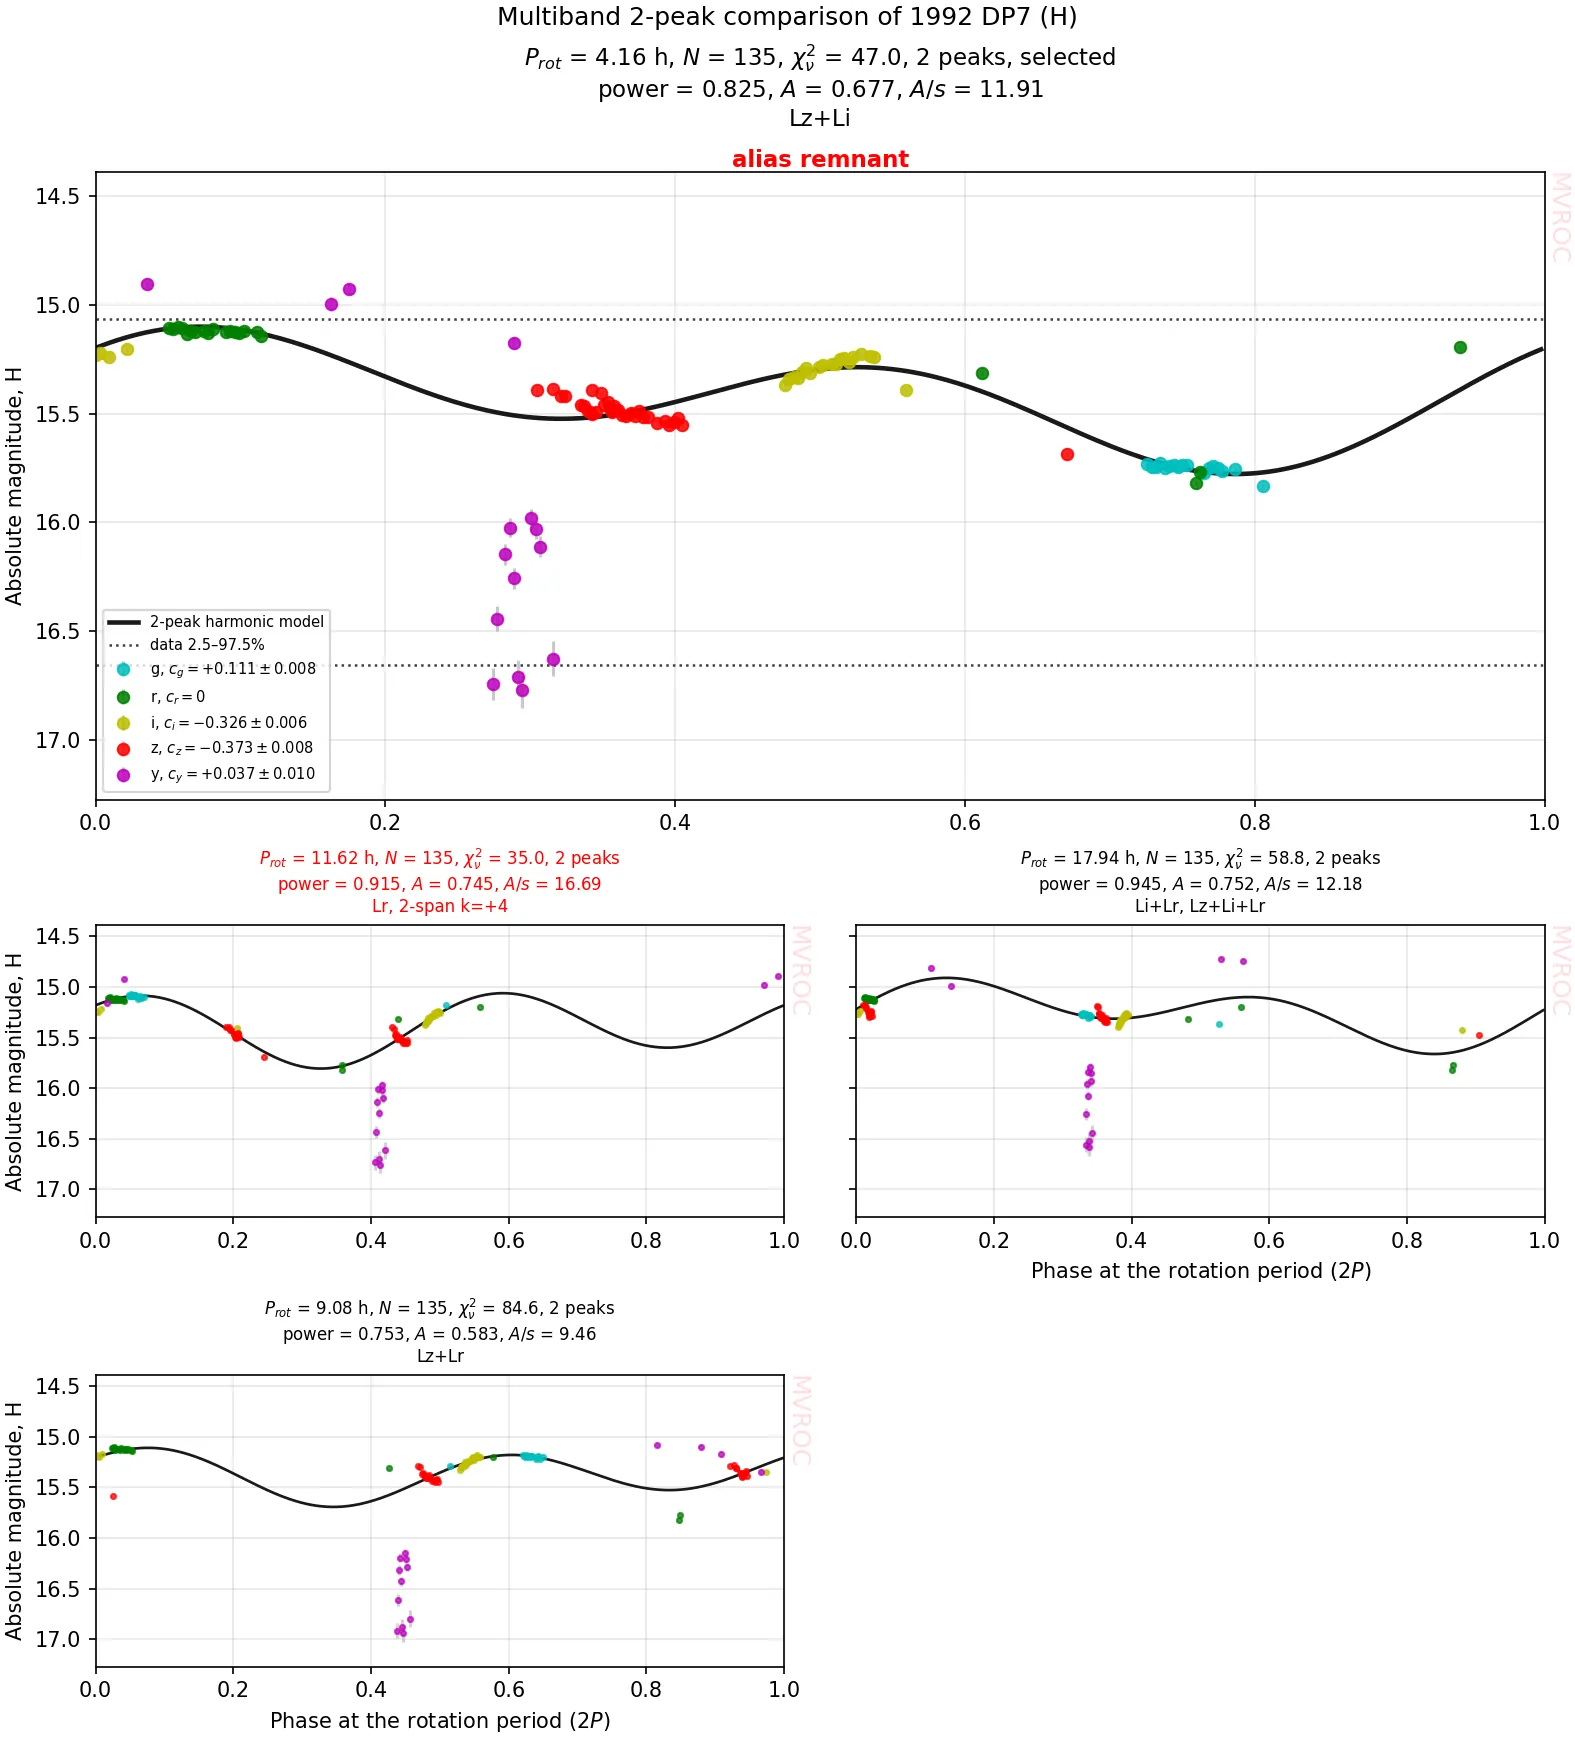 Multiband 2-peak comparison of 1992 DP7 (H)
P_rot = 4.16 h, N = 135, χ²_ν = 47.0, 2 peaks, selected
power = 0.825, A = 0.677, A/s = 11.91
Lz+Li
alias remnant
MVROC
Absolute magnitude, H
14.5
15.0
15.5
16.0
16.5
17.0
2-peak harmonic model
data 2.5–97.5%
g, c_g = +0.111 ± 0.008
r, c_r = 0
i, c_i = −0.326 ± 0.006
z, c_z = −0.373 ± 0.008
y, c_y = +0.037 ± 0.010
0.0 0.2 0.4 0.6 0.8 1.0
P_rot = 11.62 h, N = 135, χ²_ν = 35.0, 2 peaks
power = 0.915, A = 0.745, A/s = 16.69
Lr, 2-span k=+4
MVROC
Absolute magnitude, H
14.5
15.0
15.5
16.0
16.5
17.0
0.0 0.2 0.4 0.6 0.8 1.0
P_rot = 17.94 h, N = 135, χ²_ν = 58.8, 2 peaks
power = 0.945, A = 0.752, A/s = 12.18
Li+Lr, Lz+Li+Lr
MVROC
0.0 0.2 0.4 0.6 0.8 1.0
Phase at the rotation period (2P)
P_rot = 9.08 h, N = 135, χ²_ν = 84.6, 2 peaks
power = 0.753, A = 0.583, A/s = 9.46
Lz+Lr
MVROC
Absolute magnitude, H
14.5
15.0
15.5
16.0
16.5
17.0
0.0 0.2 0.4 0.6 0.8 1.0
Phase at the rotation period (2P)